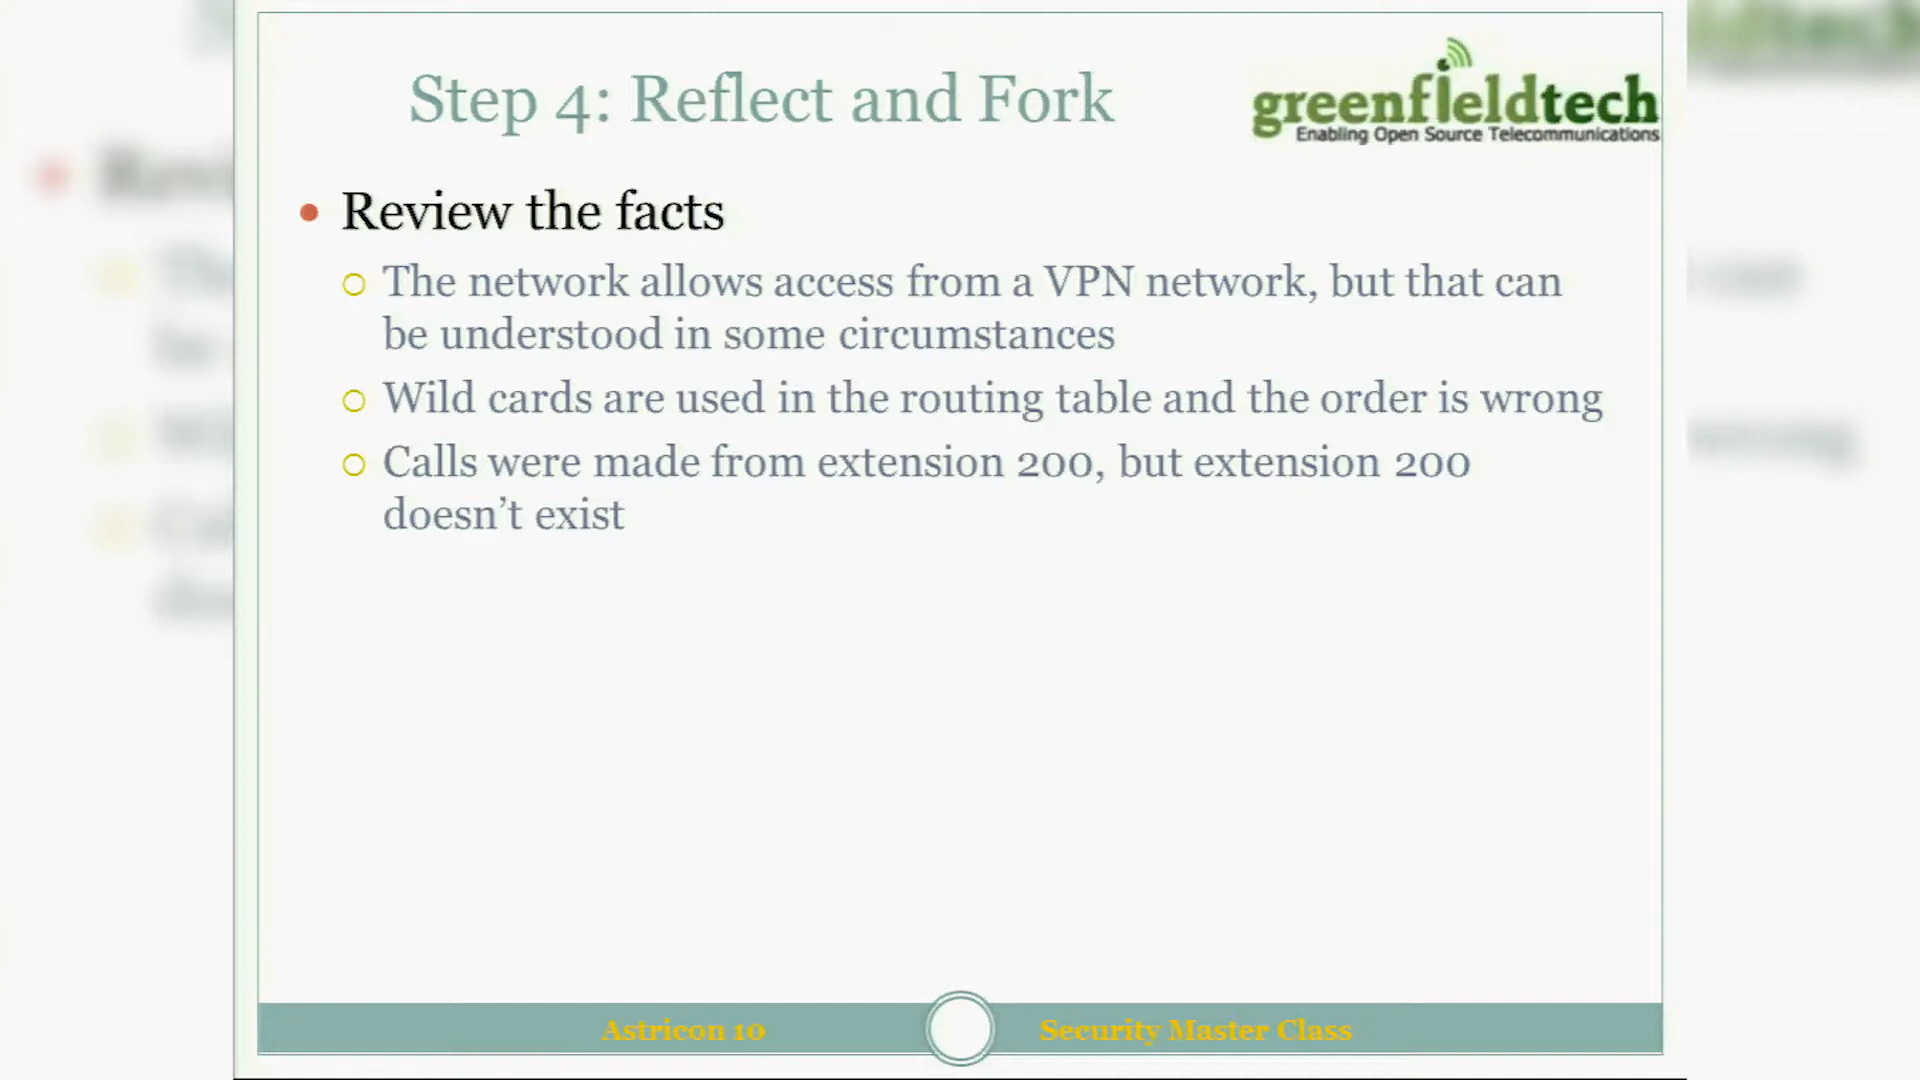 Step 4: Reflect and Fork
greenfieldtech
Enabling Open Source Telecommunications
Review the facts
The network allows access from a VPN network, but that can
be understood in some circumstances
Wild cards are used in the routing table and the order is wrong
Calls were made from extension 200, but extension 200
doesn’t exist
Astricon 10
Security Master Class